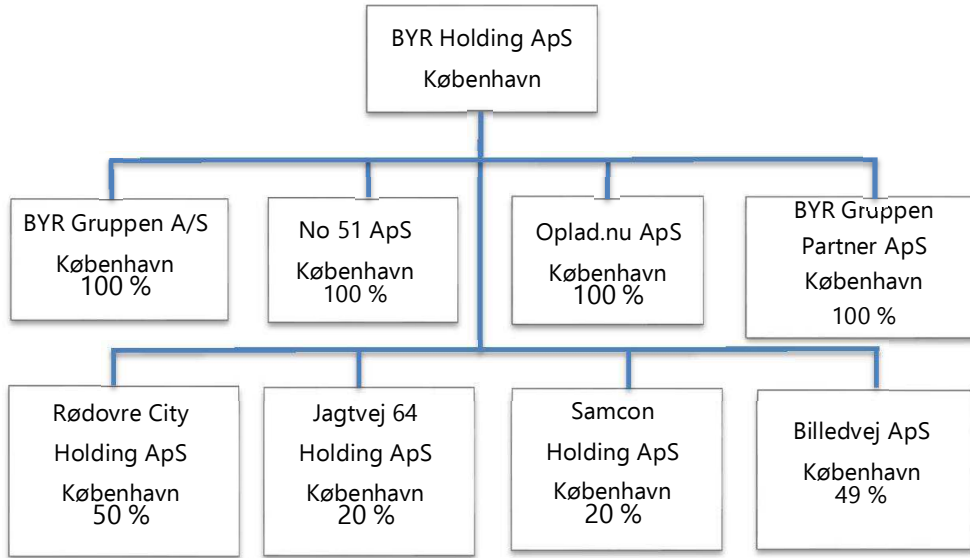 BYR Holding ApS
København
BYR Gruppen A/S
København
100 %
No 51 ApS
København
100 %
Oplad.nu ApS
København
100 %
BYR Gruppen
Partner ApS
København
100 %
Rødovre City
Holding ApS
København
50 %
Jagtvej 64
Holding ApS
København
20 %
Samcon
Holding ApS
København
20 %
Billedvej ApS
København
49 %